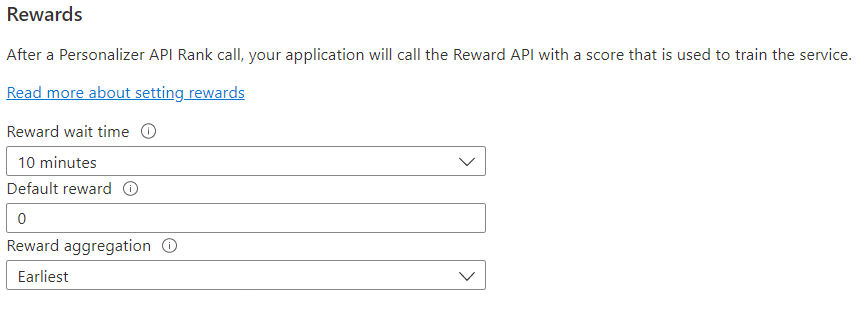 Rewards
After a Personalizer API Rank call, your application will call the Reward API with a score that is used to train the service.
Read more about setting rewards
Reward wait time
10 minutes
Default reward
0
Reward aggregation
Earliest